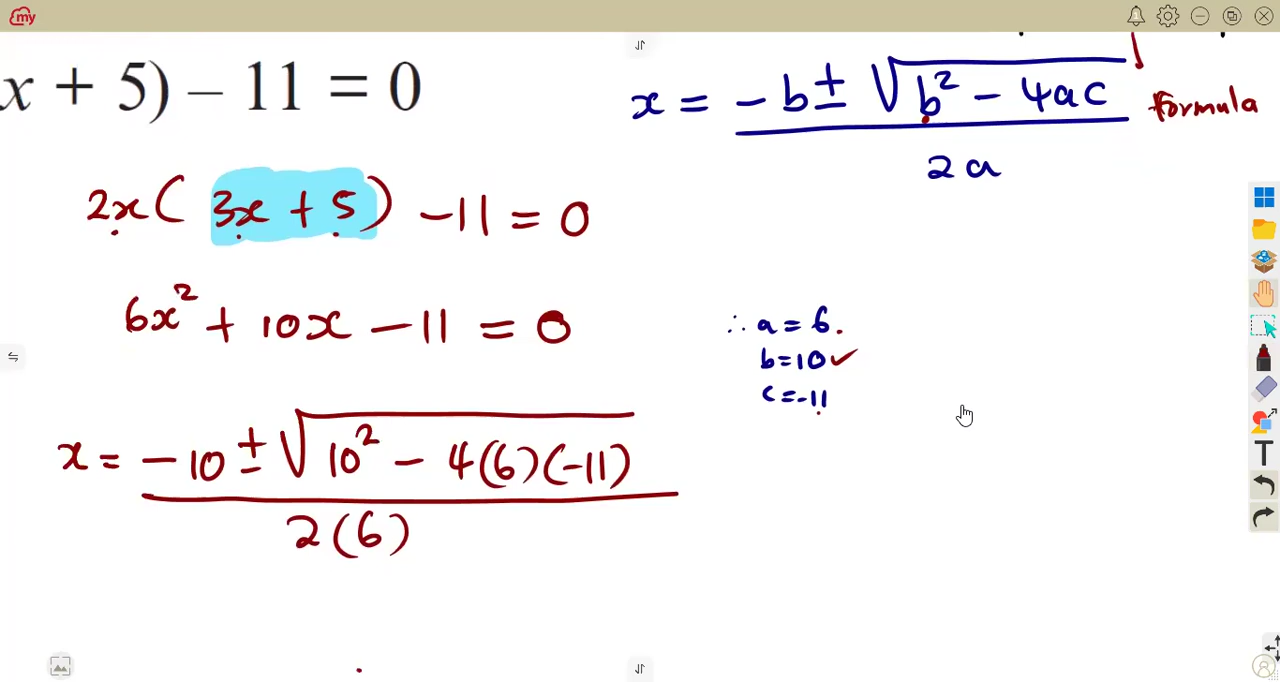 my
x + 5) – 11 = 0
x = -b ± √b² - 4ac
2a
formula
2x ( 3x + 5 ) - 11 = 0
6x² + 10x - 11 = 0
∴ a = 6.
b = 10 ✓
c = -11
x = -10 ± √10² - 4(6)(-11)
2(6)
T